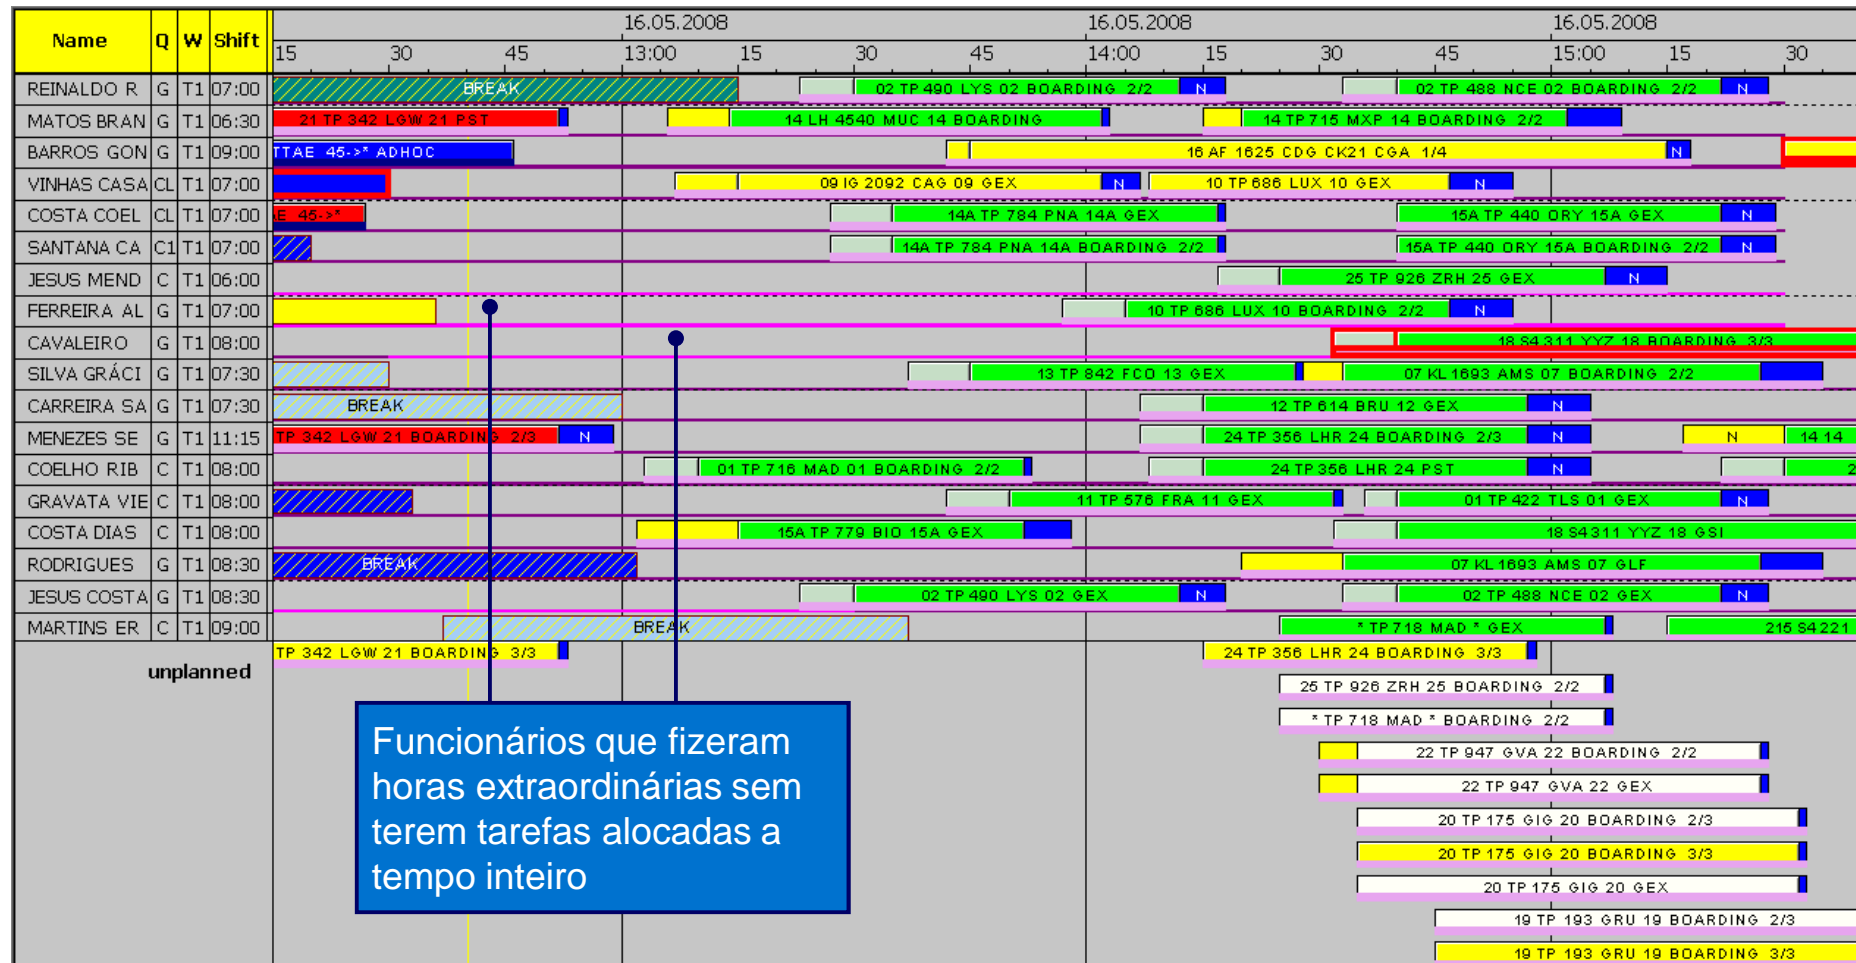 16.05.2008 16.05.2008 16.05.2008
Name Q W Shift 15 30 45 13:00 15 30 45 14:00 15 30 45 15:00 15 30
REINALDO R G T1 07:00 BREAK 02 TP 490 LYS 02 BOARDING 2/2 N 02 TP 488 NCE 02 BOARDING 2/2 N
MATOS BRAN G T1 06:30 21 TP 342 LGW 21 PST 14 LH 4540 MUC 14 BOARDING 14 TP 715 MXP 14 BOARDING 2/2
BARROS GON G T1 09:00 TTAE 45->* ADHOC 16 AF 1625 CDG CK21 CGA 1/4 N
VINHAS CASA CL T1 07:00 09 IG 2092 CAG 09 GEX N 10 TP 686 LUX 10 GEX N
COSTA COEL CL T1 07:00 AE 45->* 14A TP 784 PNA 14A GEX 15A TP 440 ORY 15A GEX N
SANTANA CA C1 T1 07:00 14A TP 784 PNA 14A BOARDING 2/2 15A TP 440 ORY 15A BOARDING 2/2 N
JESUS MEND C T1 06:00 25 TP 926 ZRH 25 GEX N
FERREIRA AL G T1 07:00 10 TP 686 LUX 10 BOARDING 2/2 N
CAVALEIRO G T1 08:00 18 S4 311 YYZ 18 BOARDING 3/3
SILVA GRÁCI G T1 07:30 13 TP 842 FCO 13 GEX 07 KL 1693 AMS 07 BOARDING 2/2
CARREIRA SA G T1 07:30 BREAK 12 TP 614 BRU 12 GEX N
MENEZES SE G T1 11:15 TP 342 LGW 21 BOARDING 2/3 N 24 TP 356 LHR 24 BOARDING 2/3 N N 14 14
COELHO RIB C T1 08:00 01 TP 716 MAD 01 BOARDING 2/2 24 TP 356 LHR 24 PST N 2
GRAVATA VIE C T1 08:00 11 TP 576 FRA 11 GEX 01 TP 422 TLS 01 GEX N
COSTA DIAS C T1 08:00 15A TP 779 BIO 15A GEX 18 S4 311 YYZ 18 GSI
RODRIGUES G T1 08:30 BREAK 07 KL 1693 AMS 07 GLF
JESUS COSTA G T1 08:30 02 TP 490 LYS 02 GEX N 02 TP 488 NCE 02 GEX N
MARTINS ER C T1 09:00 BREAK * TP 718 MAD * GEX 215 S4 221
unplanned TP 342 LGW 21 BOARDING 3/3 24 TP 356 LHR 24 BOARDING 3/3
25 TP 926 ZRH 25 BOARDING 2/2
* TP 718 MAD * BOARDING 2/2
22 TP 947 GVA 22 BOARDING 2/2
22 TP 947 GVA 22 GEX
20 TP 175 GIG 20 BOARDING 2/3
20 TP 175 GIG 20 BOARDING 3/3
20 TP 175 GIG 20 GEX
19 TP 193 GRU 19 BOARDING 2/3
19 TP 193 GRU 19 BOARDING 3/3
Funcionários que fizeram
horas extraordinárias sem
terem tarefas alocadas a
tempo inteiro